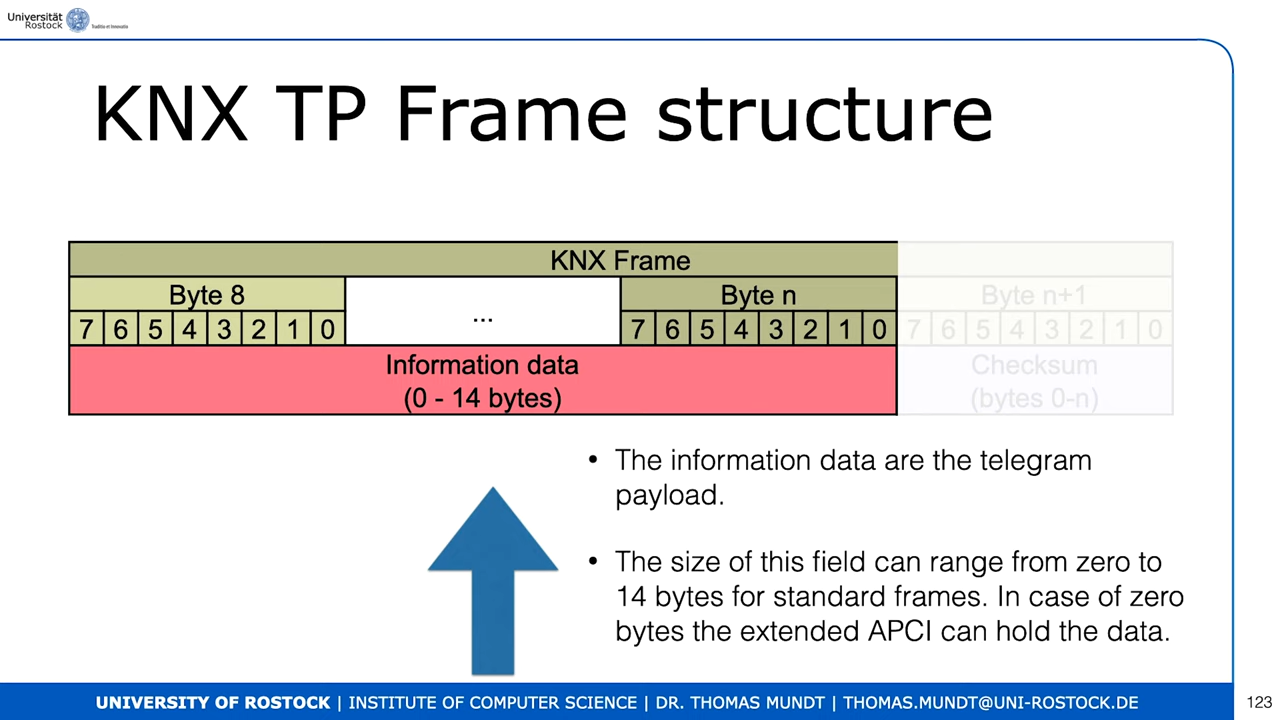 Universität
Rostock
Traditio et Innovatio
KNX TP Frame structure
KNX Frame
Byte 8
...
Byte n
Byte n+1
7 6 5 4 3 2 1 0
7 6 5 4 3 2 1 0
7 6 5 4 3 2 1 0
Information data
(0 - 14 bytes)
Checksum
(bytes 0-n)
• The information data are the telegram
payload.
• The size of this field can range from zero to
14 bytes for standard frames. In case of zero
bytes the extended APCI can hold the data.
UNIVERSITY OF ROSTOCK | INSTITUTE OF COMPUTER SCIENCE | DR. THOMAS MUNDT | THOMAS.MUNDT@UNI-ROSTOCK.DE
123